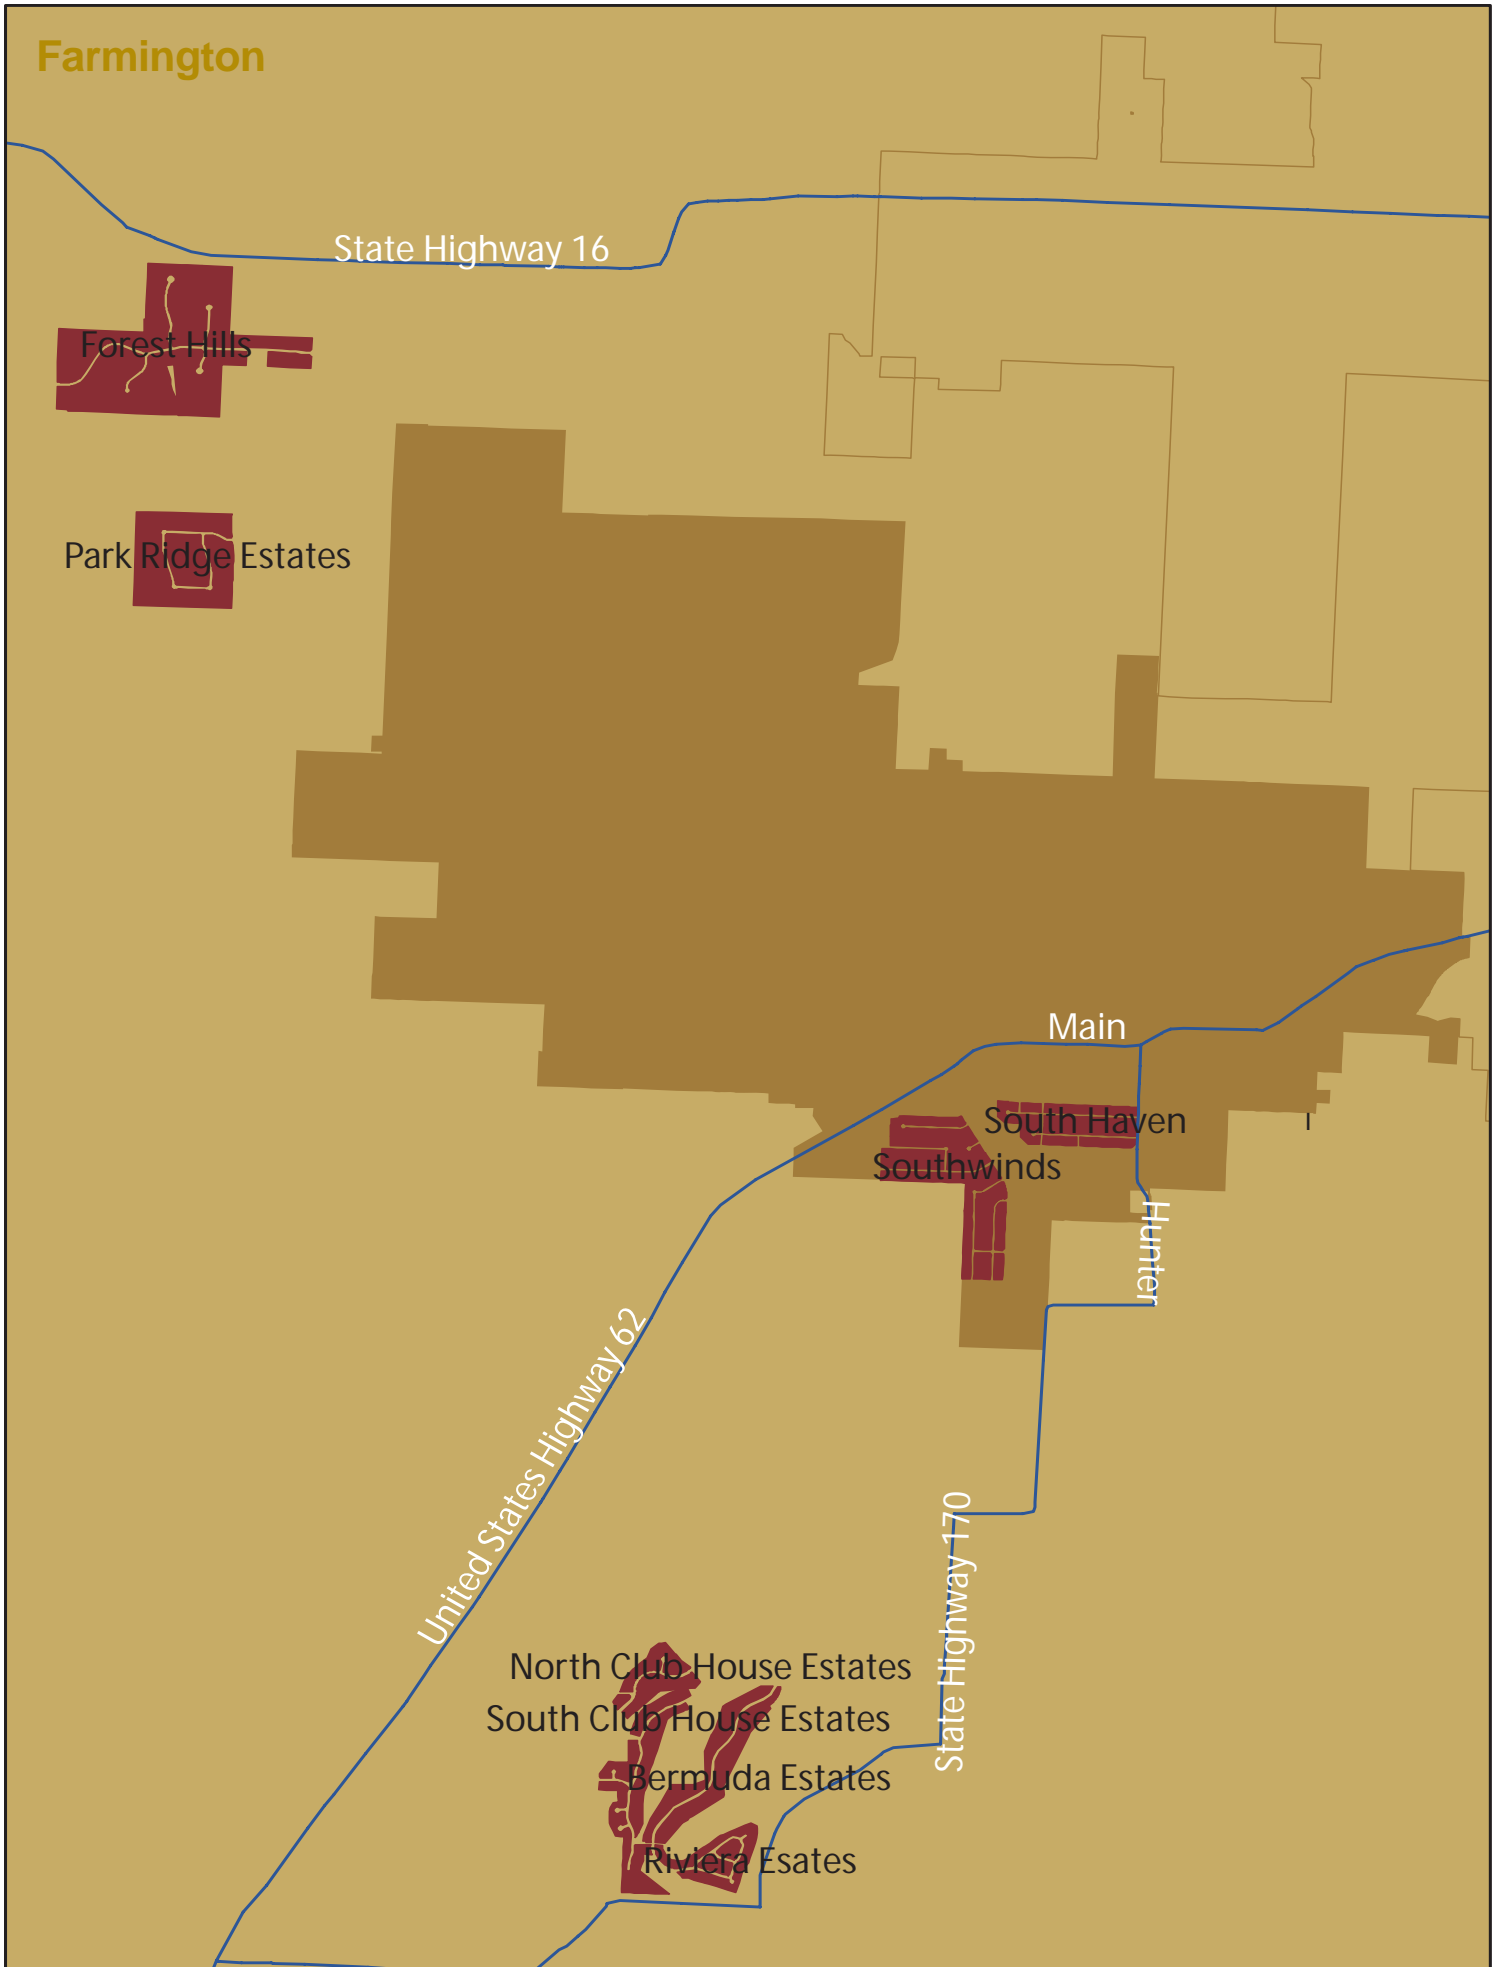 Farmington
State Highway 16
Forest Hills
Park Ridge Estates
Main
South Haven
Southwinds
Hunter
United States Highway 62
State Highway 170
North Club House Estates
South Club House Estates
Bermuda Estates
Riviera Esates